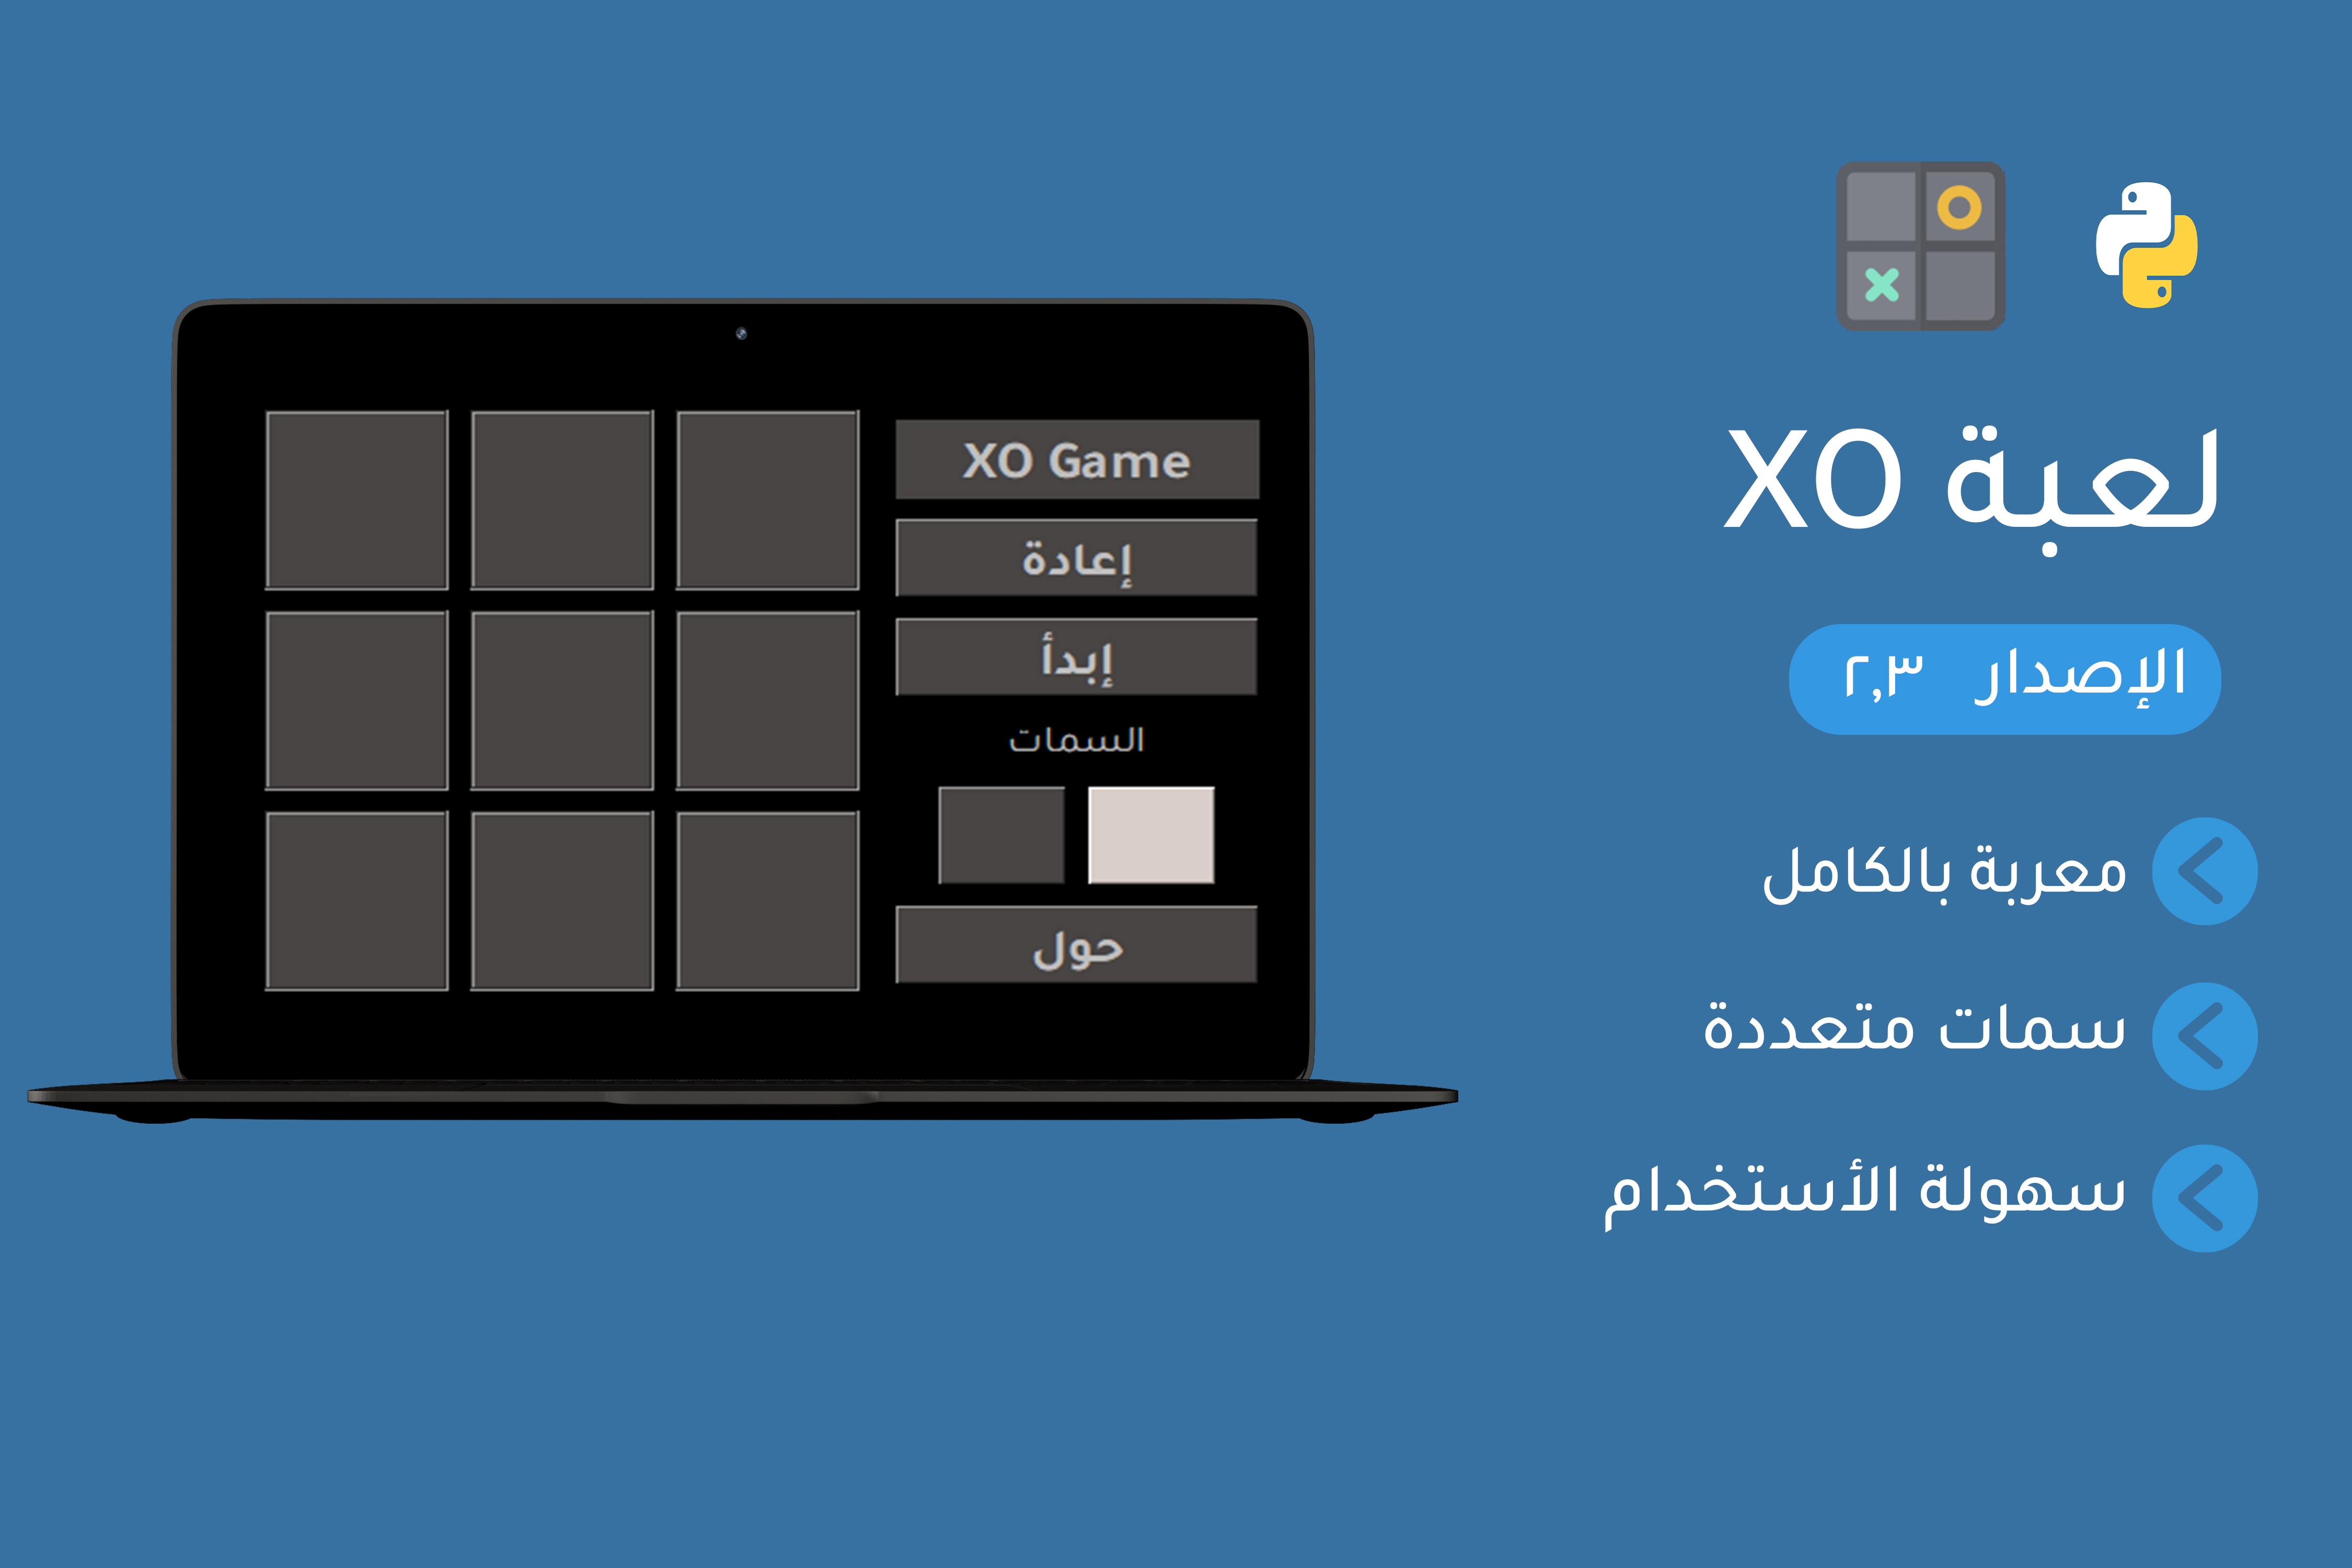 لعبة XO
الإصدار ٢,٣
معربة بالكامل
سمات متعددة
سهولة الأستخدام
XO Game
إعادة
إبدأ
السمات
حول